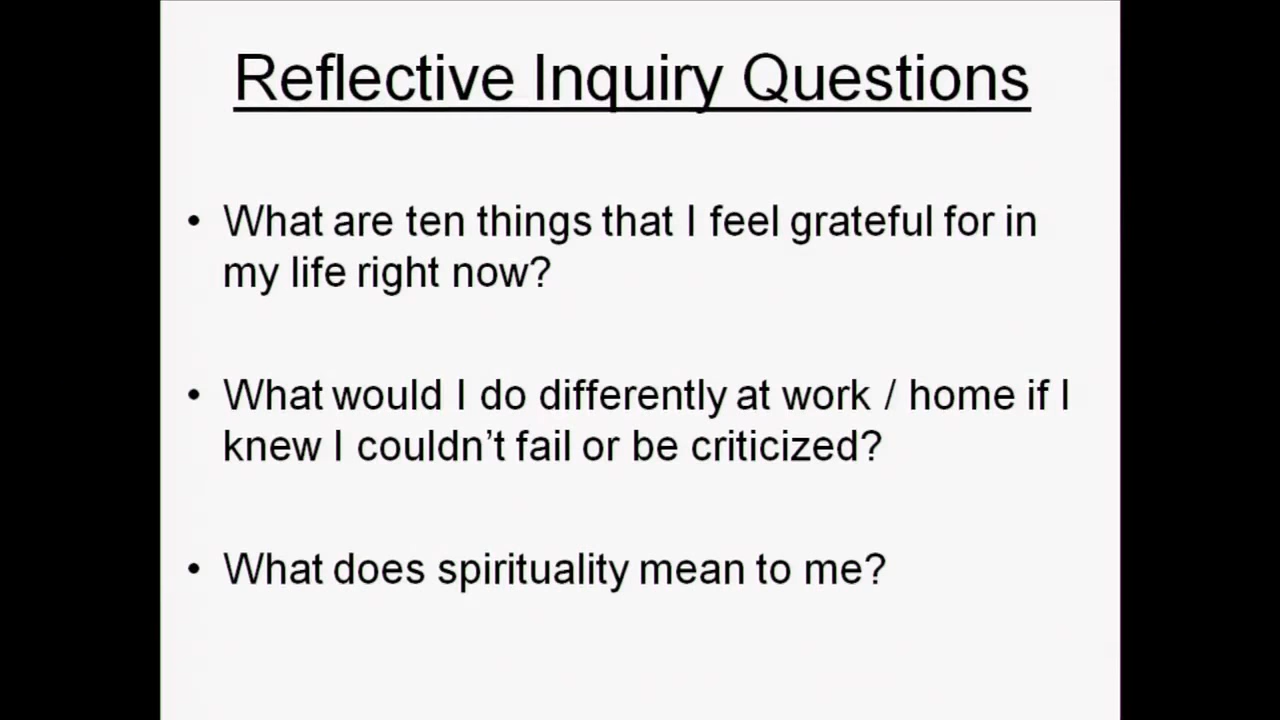 Reflective Inquiry Questions
• What are ten things that I feel grateful for in
my life right now?
• What would I do differently at work / home if I
knew I couldn’t fail or be criticized?
• What does spirituality mean to me?